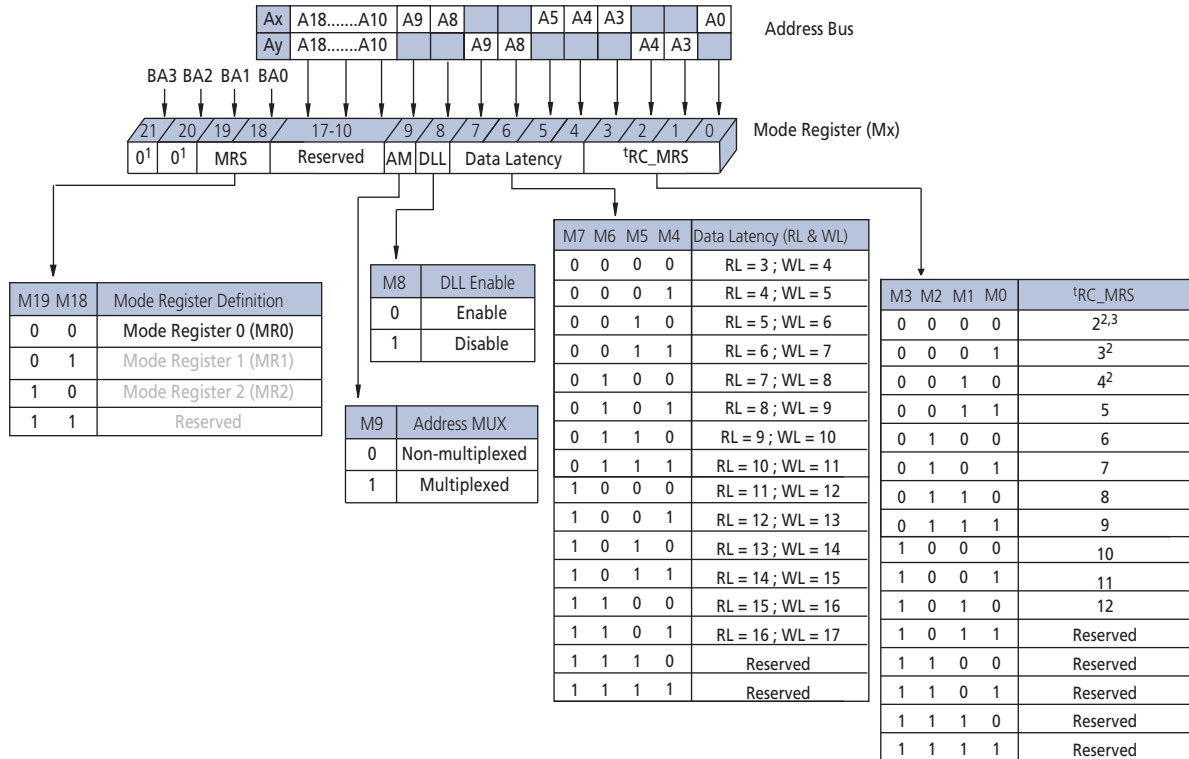 Ax A18.......A10 A9 A8 A5 A4 A3 A0
Ay A18.......A10 A9 A8 A4 A3
Address Bus
BA3 BA2 BA1 BA0
21 20 19 18 17-10 9 8 7 6 5 4 3 2 1 0
Mode Register (Mx)
0¹ 0¹ MRS Reserved AM DLL Data Latency ᵗRC_MRS
M19 M18 Mode Register Definition
0 0 Mode Register 0 (MR0)
0 1 Mode Register 1 (MR1)
1 0 Mode Register 2 (MR2)
1 1 Reserved
M8 DLL Enable
0 Enable
1 Disable
M9 Address MUX
0 Non-multiplexed
1 Multiplexed
M7 M6 M5 M4 Data Latency (RL & WL)
0 0 0 0 RL = 3 ; WL = 4
0 0 0 1 RL = 4 ; WL = 5
0 0 1 0 RL = 5 ; WL = 6
0 0 1 1 RL = 6 ; WL = 7
0 1 0 0 RL = 7 ; WL = 8
0 1 0 1 RL = 8 ; WL = 9
0 1 1 0 RL = 9 ; WL = 10
0 1 1 1 RL = 10 ; WL = 11
1 0 0 0 RL = 11 ; WL = 12
1 0 0 1 RL = 12 ; WL = 13
1 0 1 0 RL = 13 ; WL = 14
1 0 1 1 RL = 14 ; WL = 15
1 1 0 0 RL = 15 ; WL = 16
1 1 0 1 RL = 16 ; WL = 17
1 1 1 0 Reserved
1 1 1 1 Reserved
M3 M2 M1 M0 ᵗRC_MRS
0 0 0 0 2²,³
0 0 0 1 3²
0 0 1 0 4²
0 0 1 1 5
0 1 0 0 6
0 1 0 1 7
0 1 1 0 8
0 1 1 1 9
1 0 0 0 10
1 0 0 1 11
1 0 1 0 12
1 0 1 1 Reserved
1 1 0 0 Reserved
1 1 0 1 Reserved
1 1 1 0 Reserved
1 1 1 1 Reserved